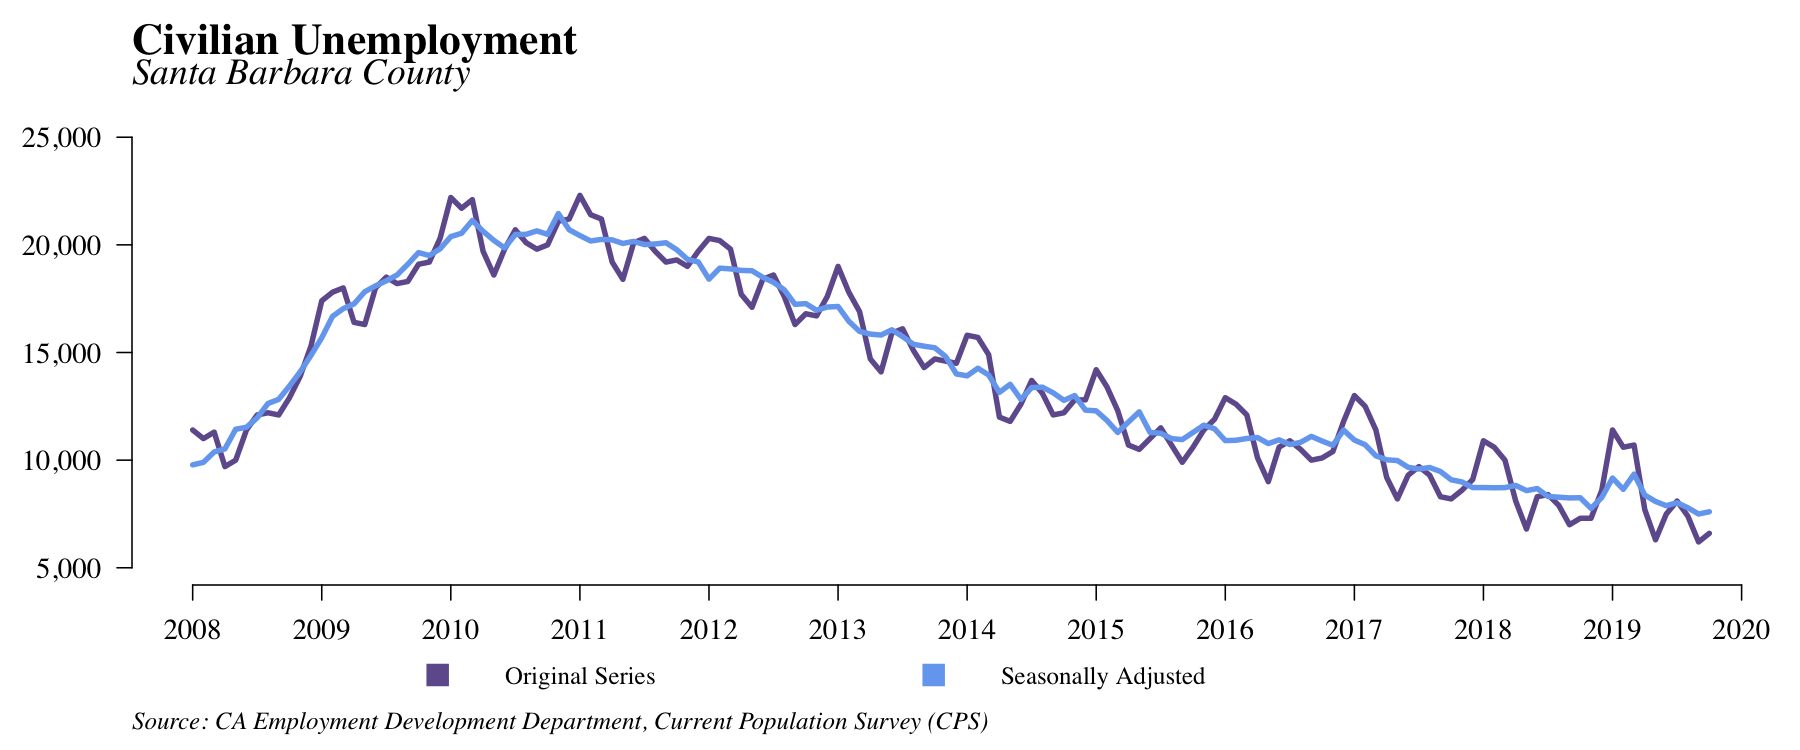 Civilian Unemployment
Santa Barbara County
25,000
20,000
15,000
10,000
5,000
2008 2009 2010 2011 2012 2013 2014 2015 2016 2017 2018 2019 2020
Original Series Seasonally Adjusted
Source: CA Employment Development Department, Current Population Survey (CPS)